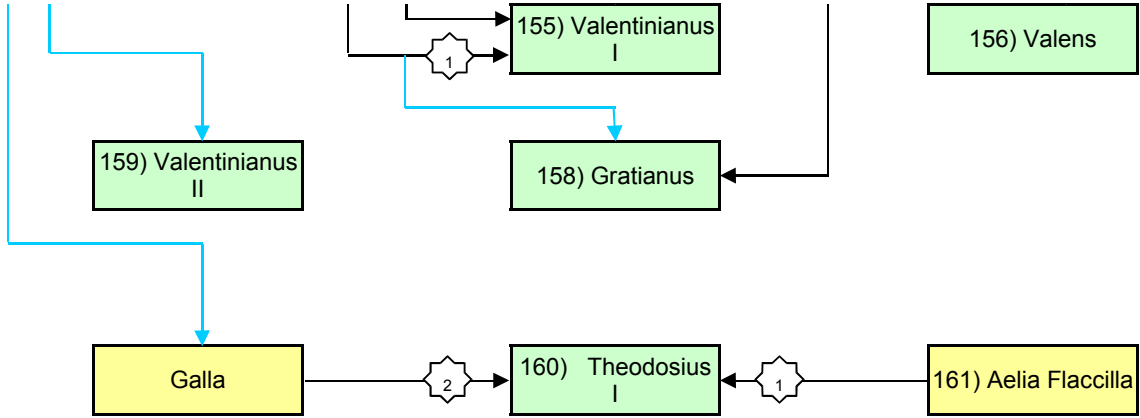 155) Valentinianus
I
156) Valens
1
159) Valentinianus
II
158) Gratianus
Galla
2
160) Theodosius
I
1
161) Aelia Flaccilla